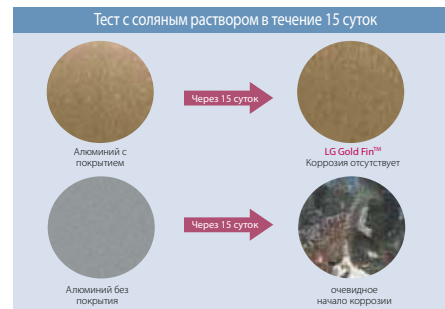 Тест с соляным раствором в течение 15 суток
Через 15 суток
Алюминий с
покрытием
LG Gold Fin™
Коррозия отсутствует
Через 15 суток
Алюминий без
покрытия
очевидное
начало коррозии